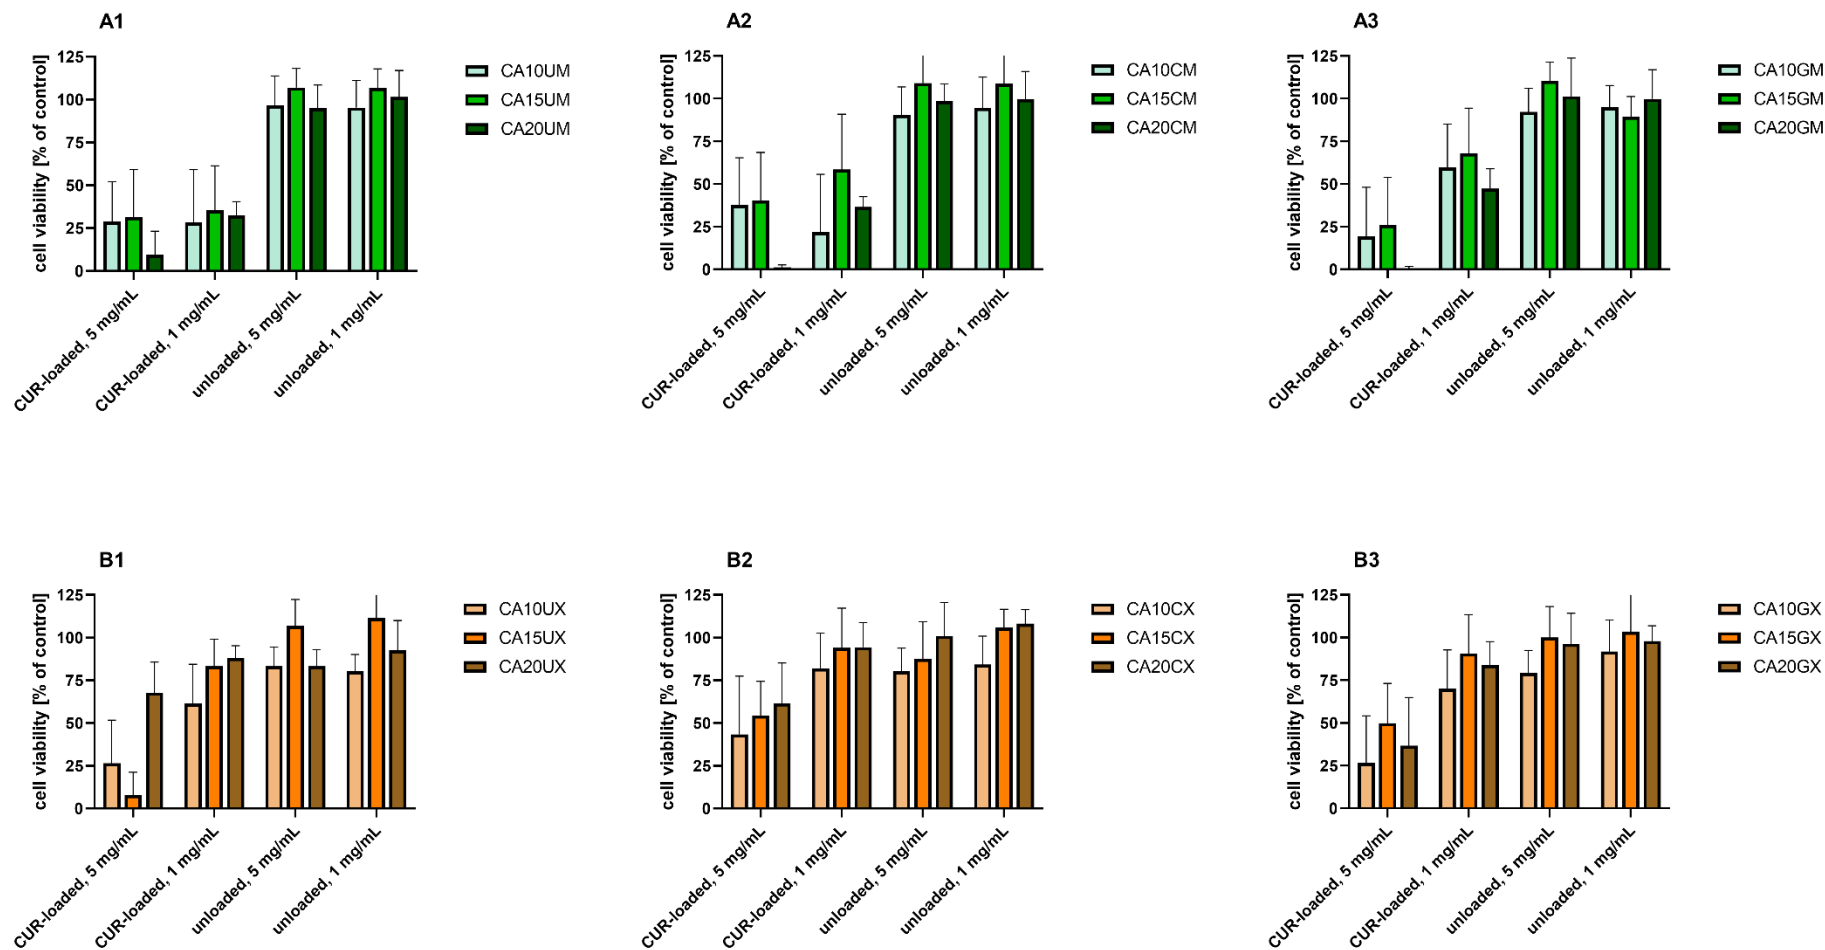 A1
cell viability [% of control]
125
100
75
50
25
0
CUR-loaded, 5 mg/mL
CUR-loaded, 1 mg/mL
unloaded, 5 mg/mL
unloaded, 1 mg/mL
CA10UM
CA15UM
CA20UM
A2
cell viability [% of control]
125
100
75
50
25
0
CUR-loaded, 5 mg/mL
CUR-loaded, 1 mg/mL
unloaded, 5 mg/mL
unloaded, 1 mg/mL
CA10CM
CA15CM
CA20CM
A3
cell viability [% of control]
125
100
75
50
25
0
CUR-loaded, 5 mg/mL
CUR-loaded, 1 mg/mL
unloaded, 5 mg/mL
unloaded, 1 mg/mL
CA10GM
CA15GM
CA20GM
B1
cell viability [% of control]
125
100
75
50
25
0
CUR-loaded, 5 mg/mL
CUR-loaded, 1 mg/mL
unloaded, 5 mg/mL
unloaded, 1 mg/mL
CA10UX
CA15UX
CA20UX
B2
cell viability [% of control]
125
100
75
50
25
0
CUR-loaded, 5 mg/mL
CUR-loaded, 1 mg/mL
unloaded, 5 mg/mL
unloaded, 1 mg/mL
CA10CX
CA15CX
CA20CX
B3
cell viability [% of control]
125
100
75
50
25
0
CUR-loaded, 5 mg/mL
CUR-loaded, 1 mg/mL
unloaded, 5 mg/mL
unloaded, 1 mg/mL
CA10GX
CA15GX
CA20GX